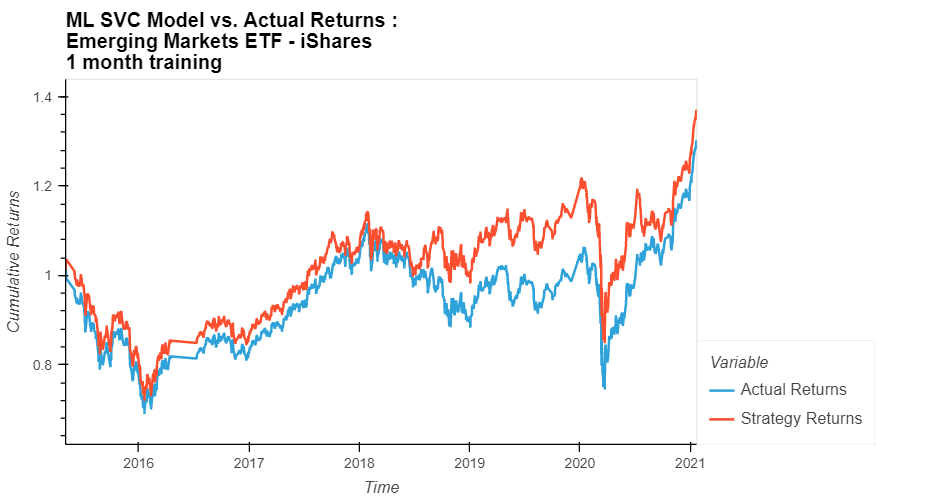 ML SVC Model vs. Actual Returns :
Emerging Markets ETF - iShares
1 month training
Cumulative Returns
1.4
1.2
1
0.8
2016 2017 2018 2019 2020 2021
Time
Variable
Actual Returns
Strategy Returns